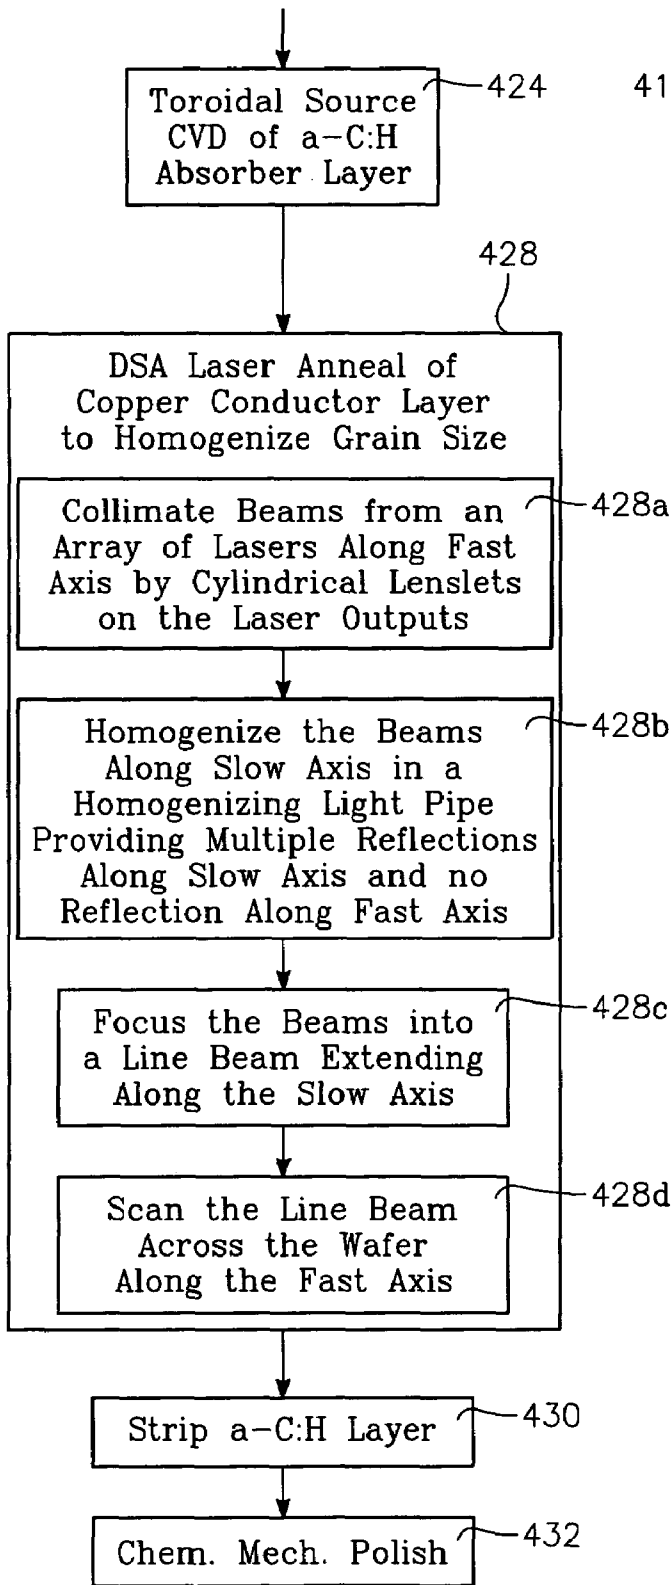 Toroidal Source
CVD of a-C:H
Absorber Layer
424
41
428
DSA Laser Anneal of
Copper Conductor Layer
to Homogenize Grain Size
Collimate Beams from an
Array of Lasers Along Fast
Axis by Cylindrical Lenslets
on the Laser Outputs
428a
Homogenize the Beams
Along Slow Axis in a
Homogenizing Light Pipe
Providing Multiple Reflections
Along Slow Axis and no
Reflection Along Fast Axis
428b
Focus the Beams into
a Line Beam Extending
Along the Slow Axis
428c
Scan the Line Beam
Across the Wafer
Along the Fast Axis
428d
Strip a-C:H Layer
430
Chem. Mech. Polish
432